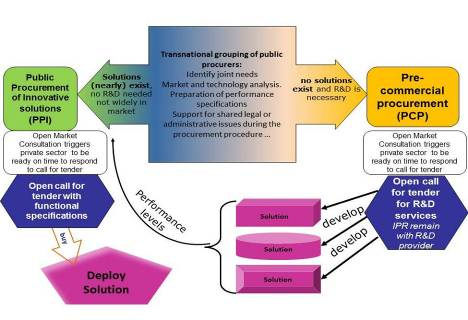 Transnational grouping of public
procurers:
Identify joint needs
Market and technology analysis.
Preparation of performance
specifications
Support for shared legal or
administrative issues during the
procurement procedure ...
Solutions
(nearly) exist,
no R&D needed
not widely in
market
no solutions
exist and R&D is
necessary
Public
Procurement
of Innovative
solutions
(PPI)
Pre-
commercial
procurement
(PCP)
Open Market
Consultation triggers
private sector to be
ready on time to respond
to call for tender
Open Market
Consultation triggers
private sector to be
ready on time to respond
to call for tender
Open call for
tender with
functional
specifications
Open call
for tender
for R&D
services
IPR remain
with R&D
provider
buy
Deploy
Solution
Performance
levels
Solution
Solution
Solution
develop
develop